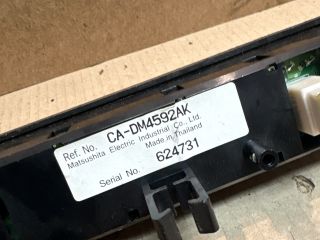 Ref. No. CA-DM4592AK
Matsushita Electric Industrial Co., Ltd.
Made in Thailand
Serial No. 624731